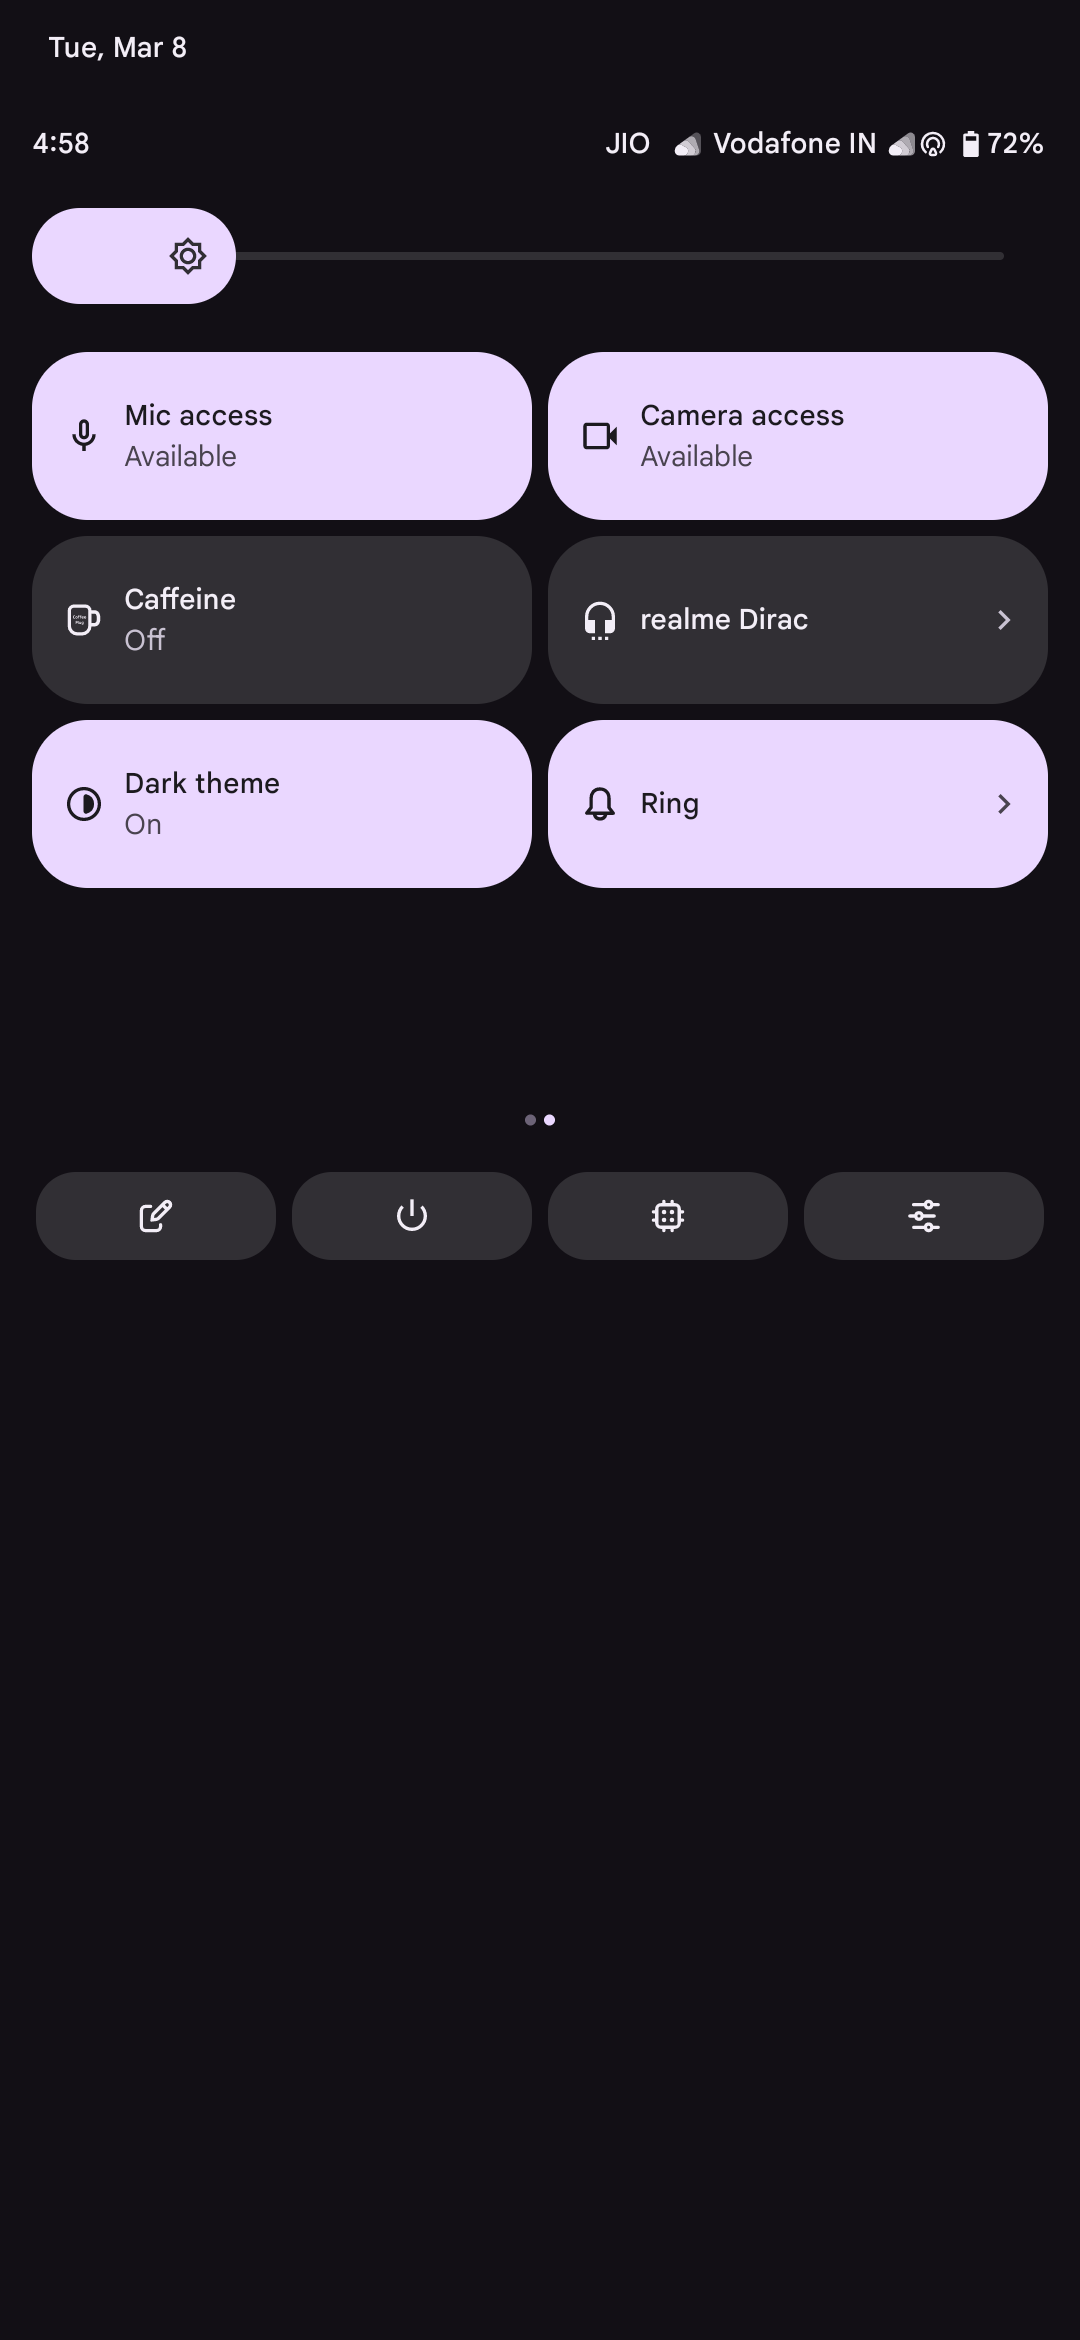 Tue, Mar 8
4:58 JIO Vodafone IN 72%
Mic access
Available
Camera access
Available
Caffeine
Off
realme Dirac
Dark theme
On
Ring